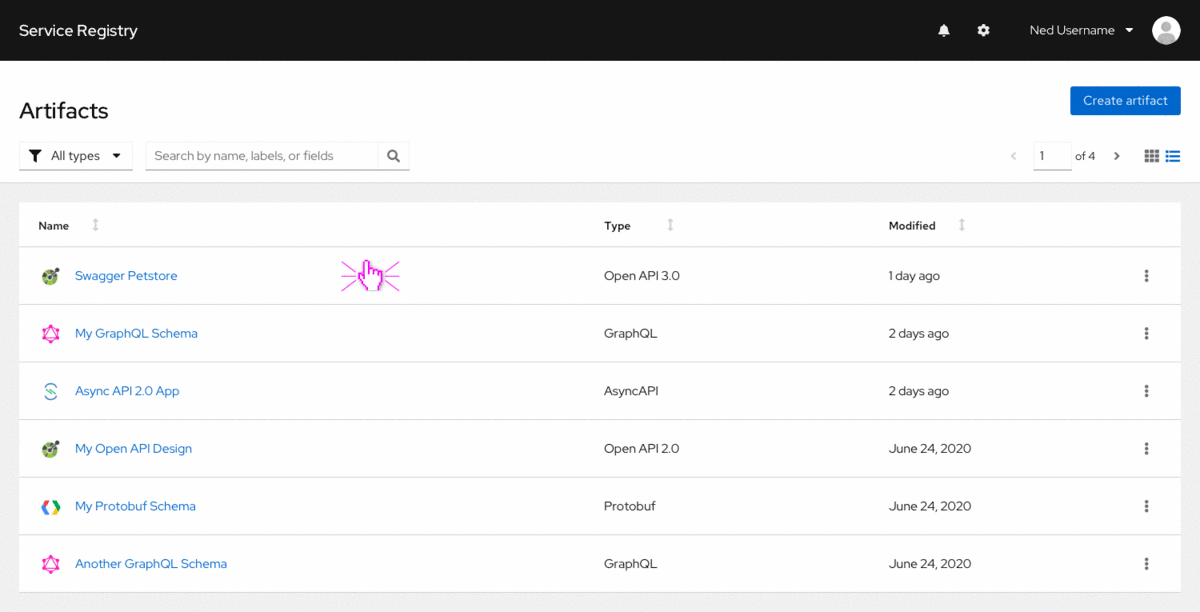 Service Registry Ned Username
Artifacts Create artifact
All types Search by name, labels, or fields 1 of 4
Name Type Modified
Swagger Petstore Open API 3.0 1 day ago
My GraphQL Schema GraphQL 2 days ago
Async API 2.0 App AsyncAPI 2 days ago
My Open API Design Open API 2.0 June 24, 2020
My Protobuf Schema Protobuf June 24, 2020
Another GraphQL Schema GraphQL June 24, 2020